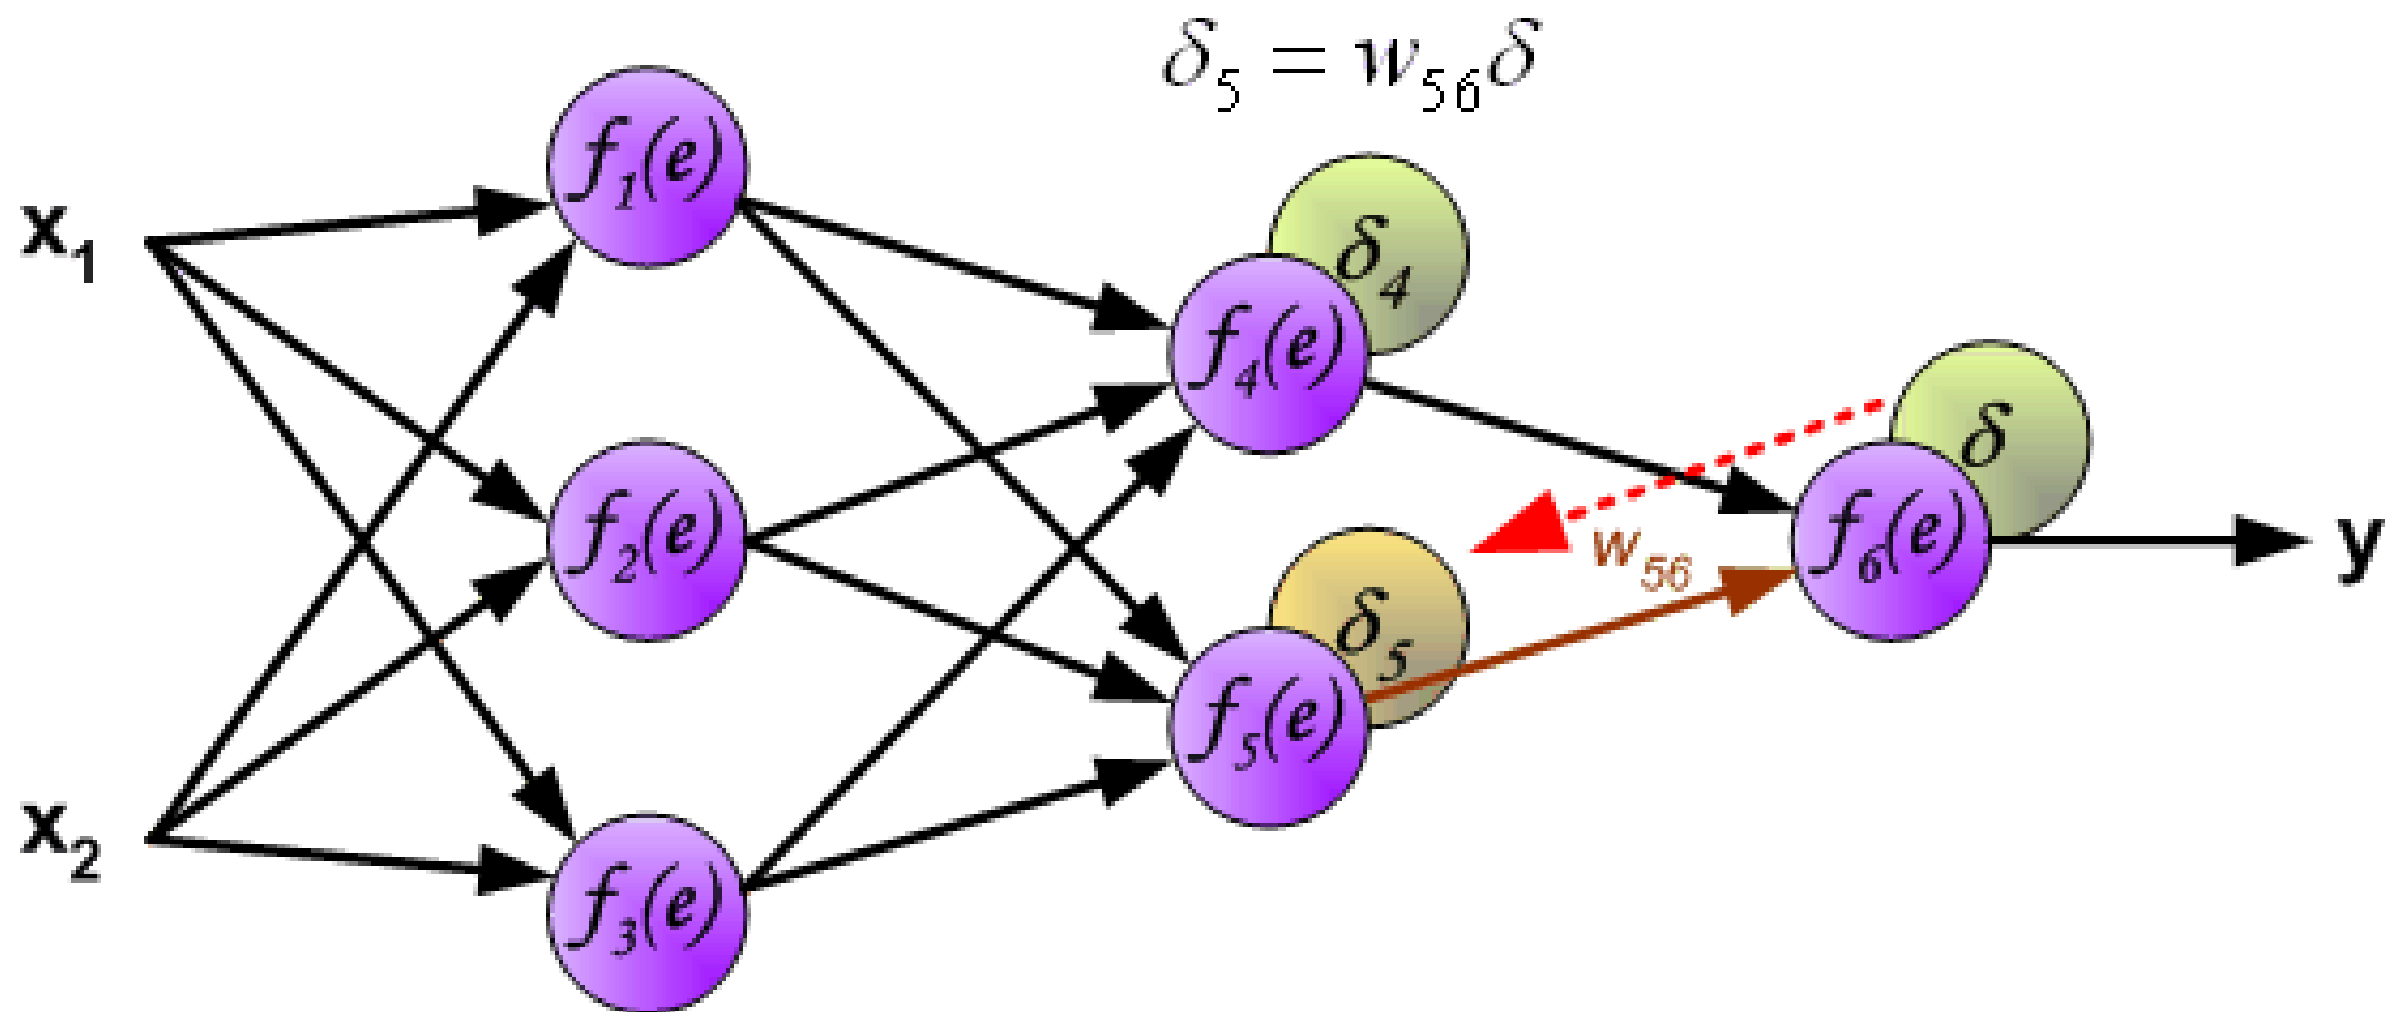 δ₅ = w₅₆δ
x₁
x₂
f₁(e)
f₂(e)
f₃(e)
δ₄
f₄(e)
δ₅
f₅(e)
w₅₆
δ
f₆(e)
y